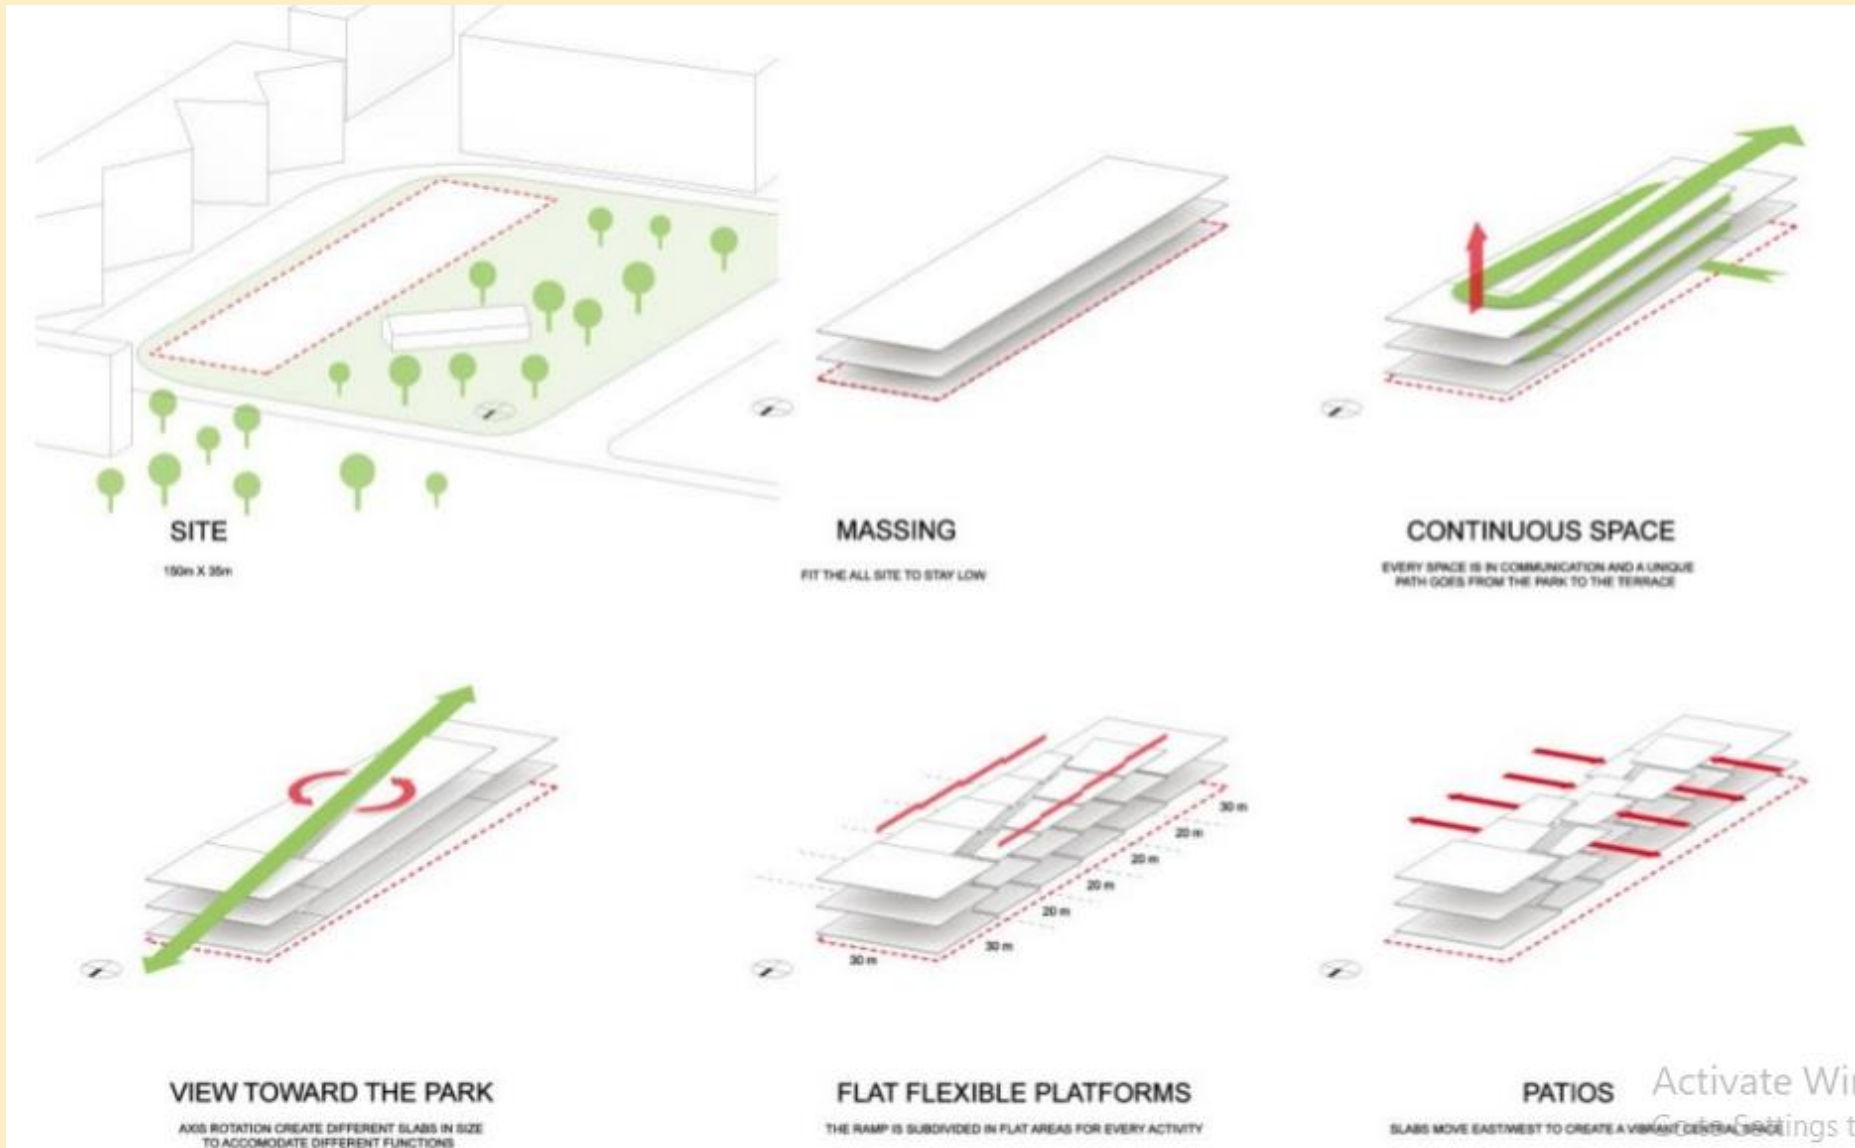 SITE
150m X 35m
MASSING
FIT THE ALL SITE TO STAY LOW
CONTINUOUS SPACE
EVERY SPACE IS IN COMMUNICATION AND A UNIQUE
PATH GOES FROM THE PARK TO THE TERRACE
30 m
20 m
20 m
20 m
20 m
30 m
30 m
VIEW TOWARD THE PARK
AXIS ROTATION CREATE DIFFERENT SLABS IN SIZE
TO ACCOMODATE DIFFERENT FUNCTIONS
FLAT FLEXIBLE PLATFORMS
THE RAMP IS SUBDIVIDED IN FLAT AREAS FOR EVERY ACTIVITY
PATIOS
SLABS MOVE EAST/WEST TO CREATE A VIBRANT CENTRAL SPACE
Activate Wi
Go to Settings t